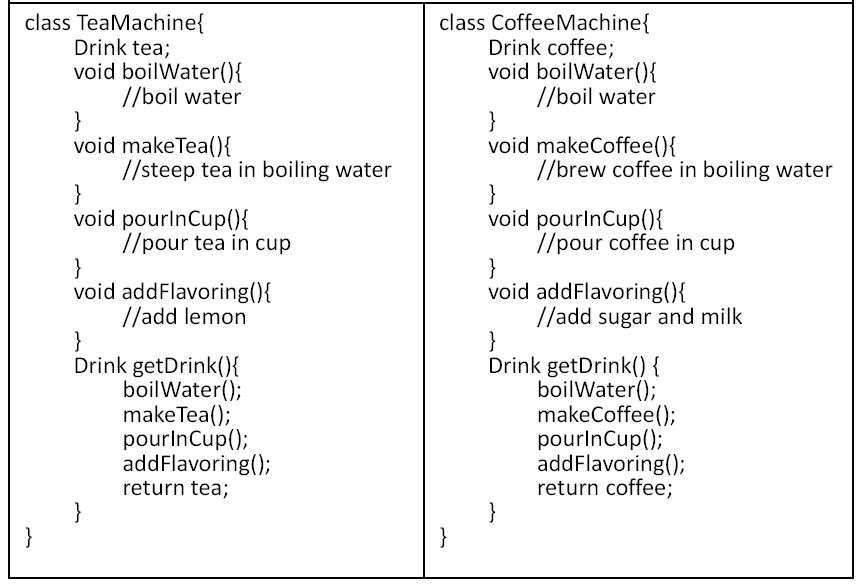 class TeaMachine{
Drink tea;
void boilWater(){
//boil water
}
void makeTea(){
//steep tea in boiling water
}
void pourInCup(){
//pour tea in cup
}
void addFlavoring(){
//add lemon
}
Drink getDrink(){
boilWater();
makeTea();
pourInCup();
addFlavoring();
return tea;
}
}
class CoffeeMachine{
Drink coffee;
void boilWater(){
//boil water
}
void makeCoffee(){
//brew coffee in boiling water
}
void pourInCup(){
//pour coffee in cup
}
void addFlavoring(){
//add sugar and milk
}
Drink getDrink() {
boilWater();
makeCoffee();
pourInCup();
addFlavoring();
return coffee;
}
}